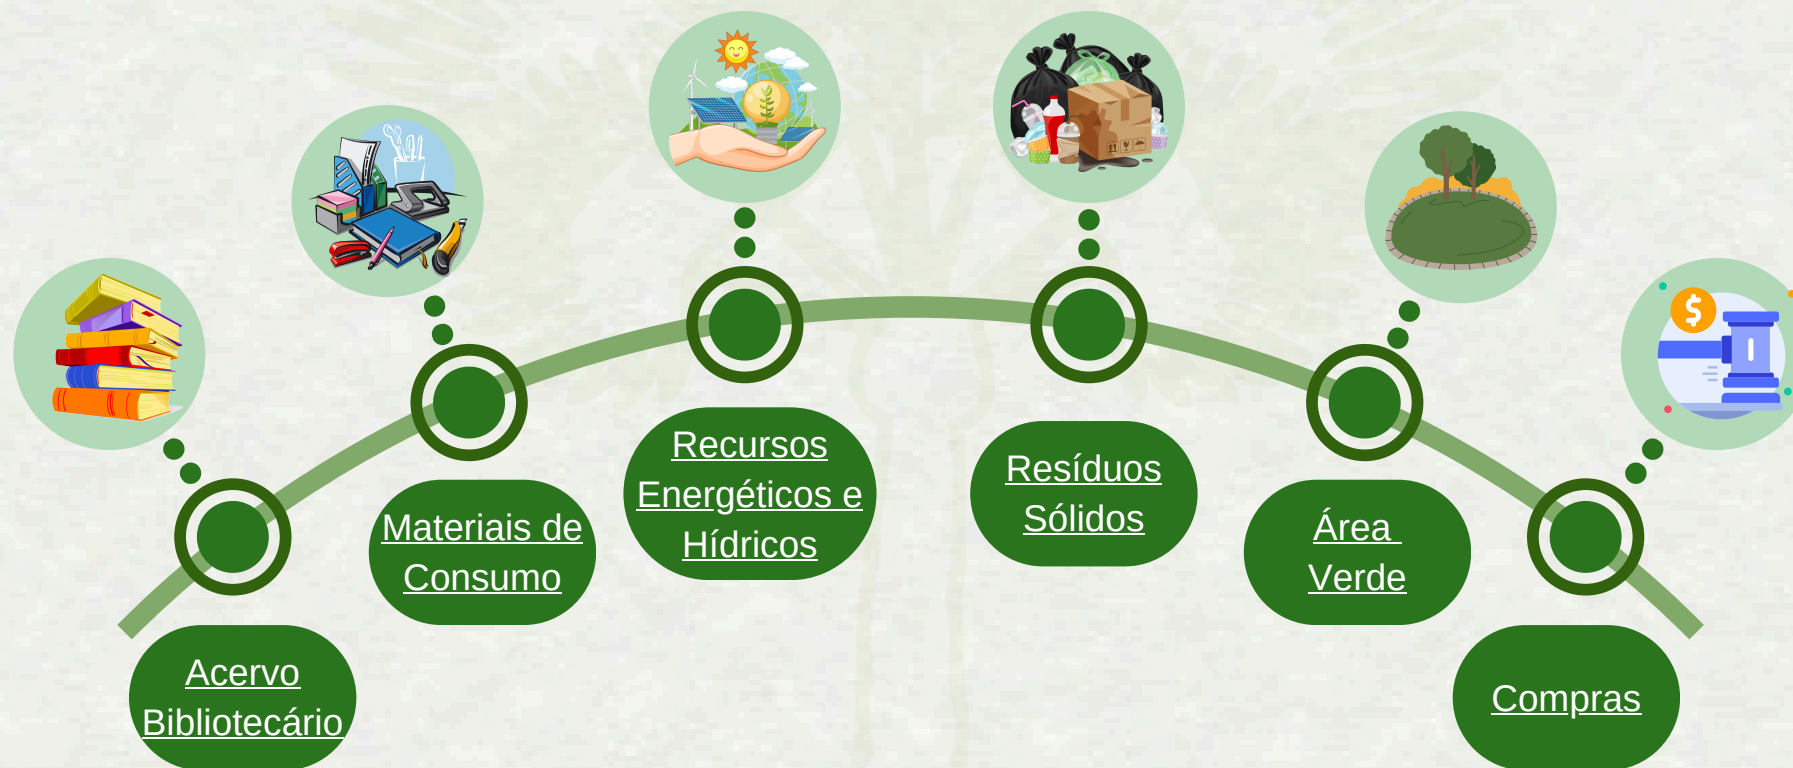 Acervo
Bibliotecário
Materiais de
Consumo
Recursos
Energéticos e
Hídricos
Resíduos
Sólidos
Área
Verde
$
Compras